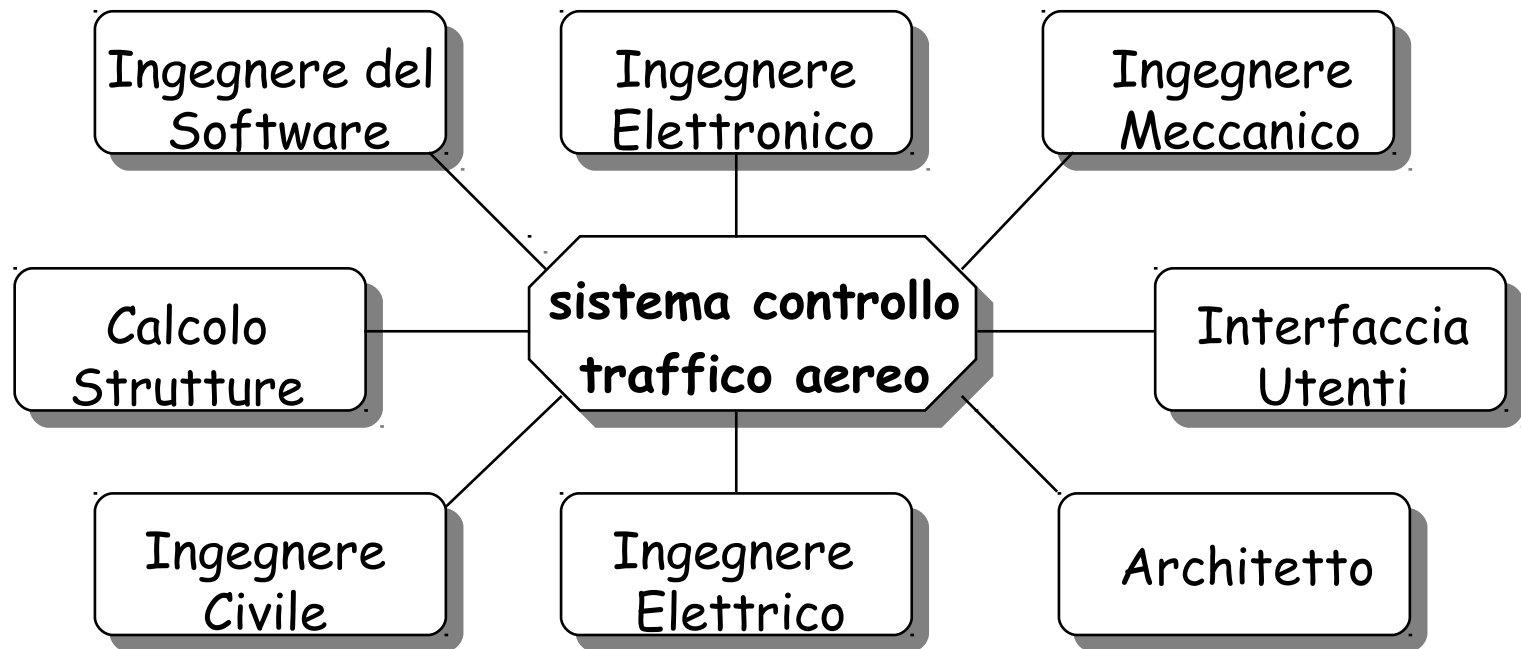 Ingegnere del
Software
Ingegnere
Elettronico
Ingegnere
Meccanico
Calcolo
Strutture
sistema controllo
traffico aereo
Interfaccia
Utenti
Ingegnere
Civile
Ingegnere
Elettrico
Architetto